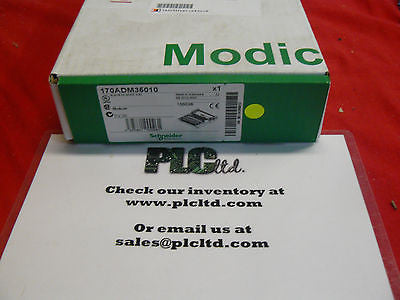 Modic
170ADM35010
x1
Schneider
PLC
ltd.
Check our inventory at
www.plcltd.com
Or email us at
sales@plcltd.com